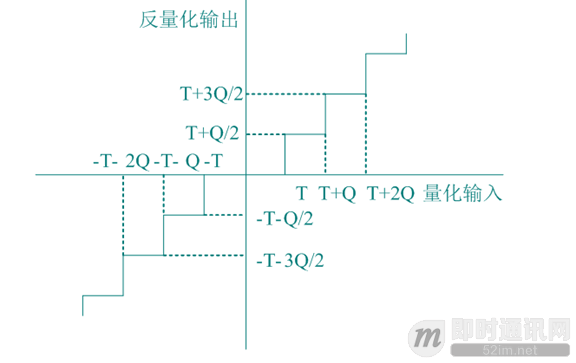 反量化输出
T+3Q/2
T+Q/2
-T- 2Q -T- Q -T
T T+Q T+2Q 量化输入
-T-Q/2
-T-3Q/2
m 即时通讯网
52im.net